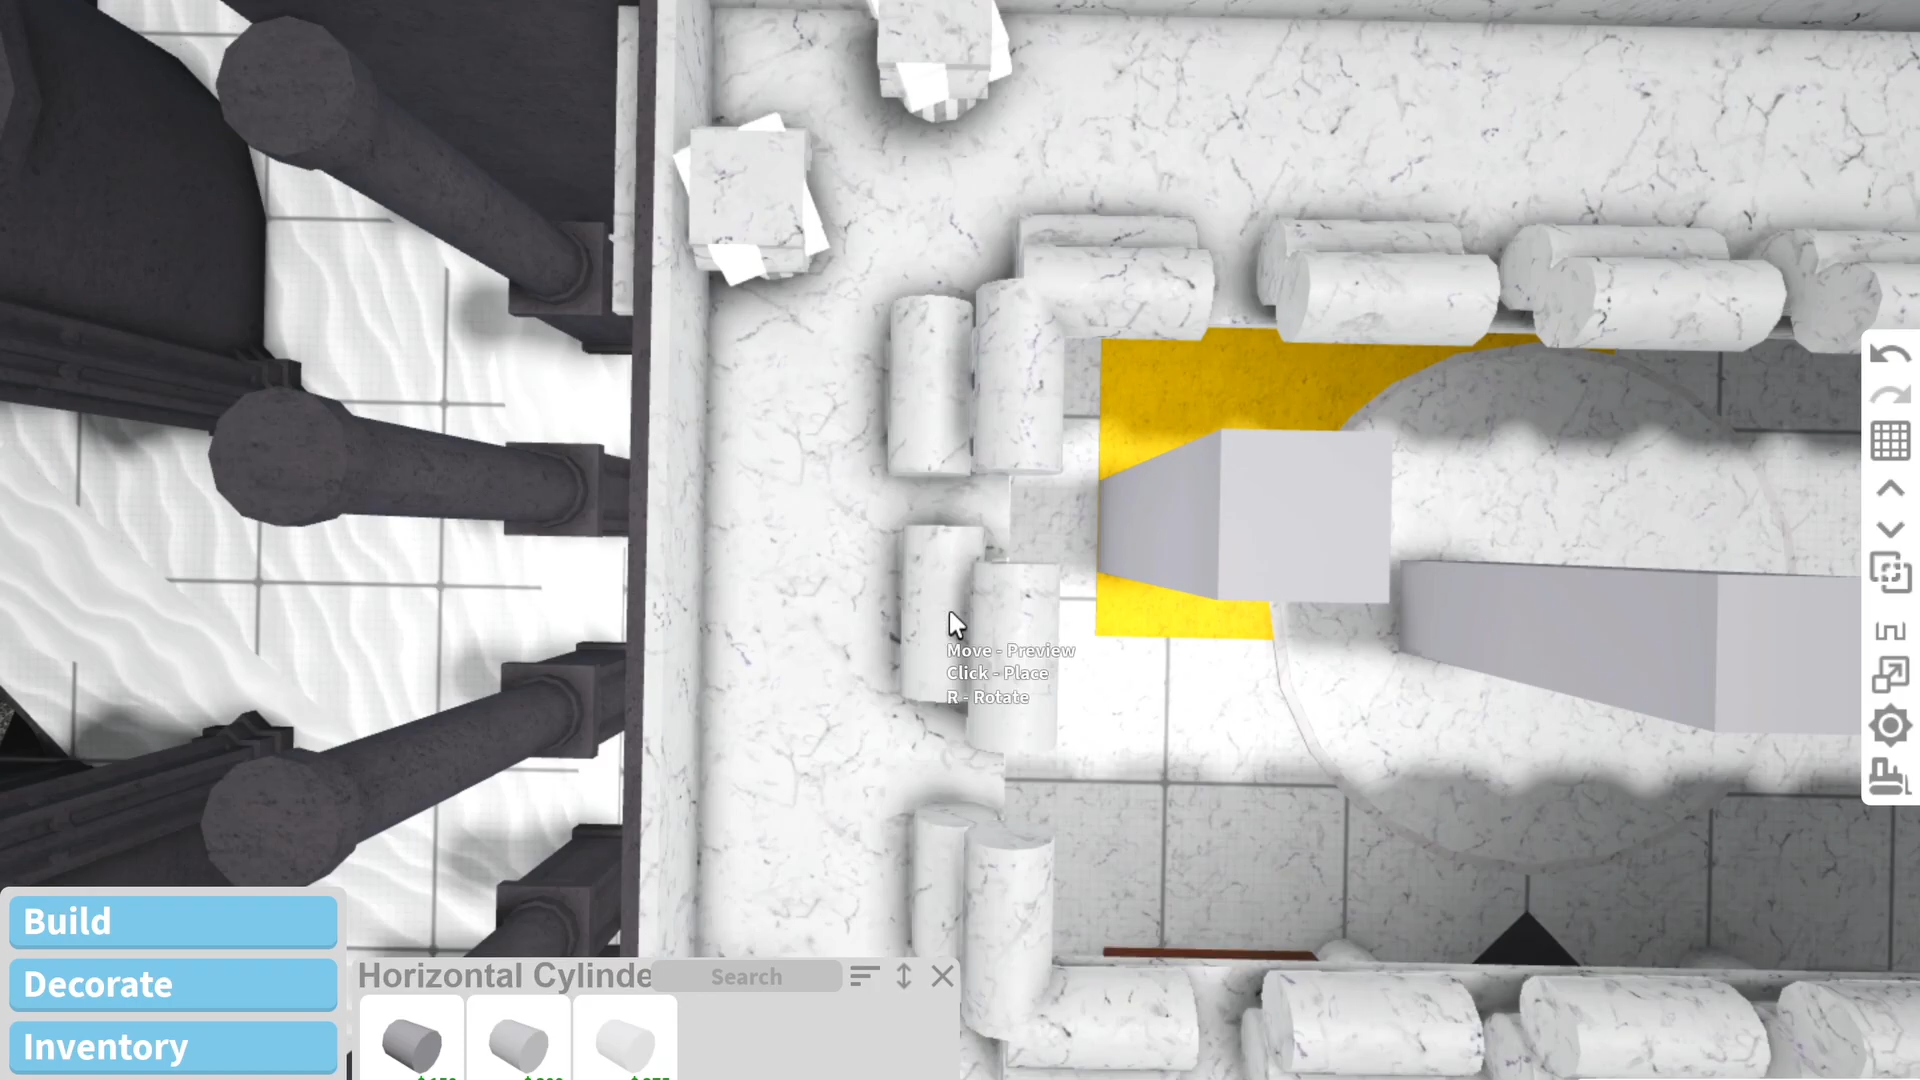 Move - Preview
Click - Place
R - Rotate
Build
Decorate
Inventory
Horizontal Cylinde
Search